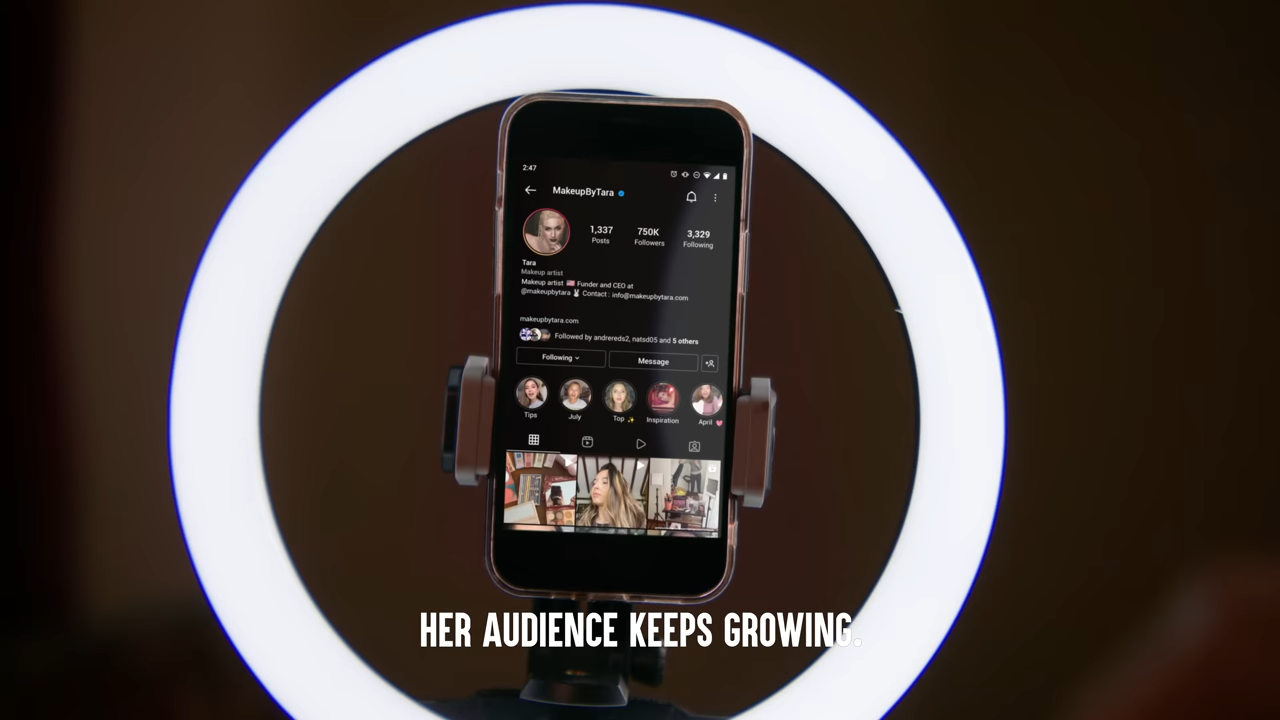 2:47
MakeupByTara
1,337 750K 3,329
Posts Followers Following
Tara
Makeup artist
Makeup artist 🇺🇸 Funder and CEO at
@makeupbytara 🐰 Contact : info@makeupbytara.com
makeupbytara.com
Followed by andrereds2, natsd05 and 5 others
Following Message
Tips July Top ✨ Inspiration April 💖
HER AUDIENCE KEEPS GROWING.